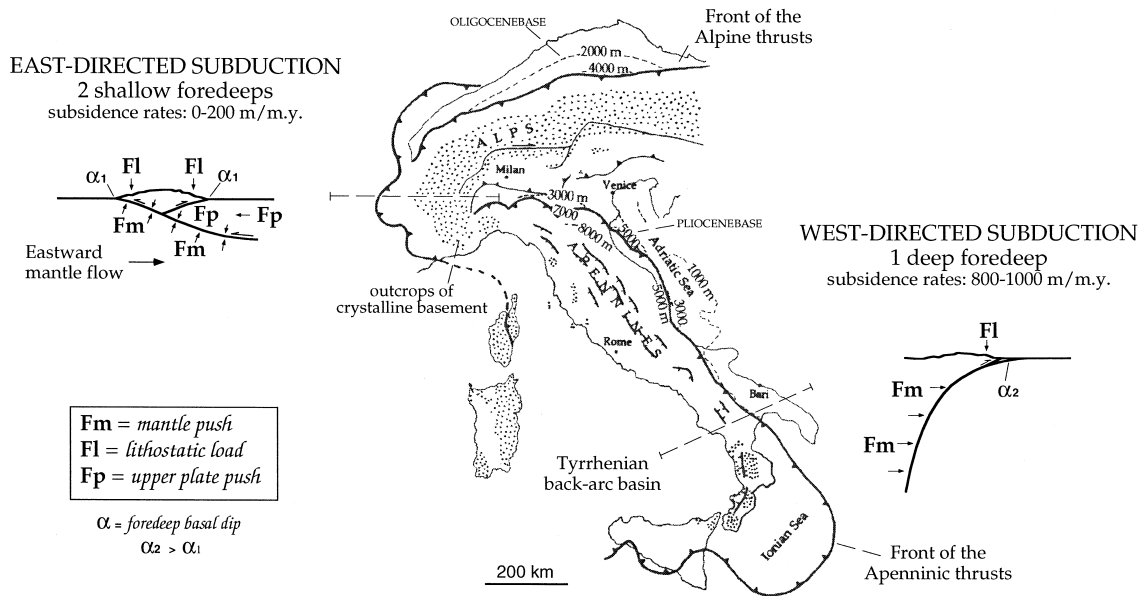 OLIGOCENEBASE
Front of the
Alpine thrusts
2000 m
4000 m
EAST-DIRECTED SUBDUCTION
2 shallow foredeeps
subsidence rates: 0-200 m/m.y.
ALPS
Fl
Fl
α1
α1
Fm
Fp
Fp
Fm
Eastward
mantle flow
Milan
Venice
3000 m
7000
8000 m
5000
PLIOCENEBASE
Adriatic Sea
1000 m
5000 m
3000
APENNINES
outcrops of
crystalline basement
Rome
Bari
WEST-DIRECTED SUBDUCTION
1 deep foredeep
subsidence rates: 800-1000 m/m.y.
Fl
α2
Fm
Fm
Fm = mantle push
Fl = lithostatic load
Fp = upper plate push
α = foredeep basal dip
α2 > α1
Tyrrhenian
back-arc basin
Ionian Sea
Front of the
Apenninic thrusts
200 km